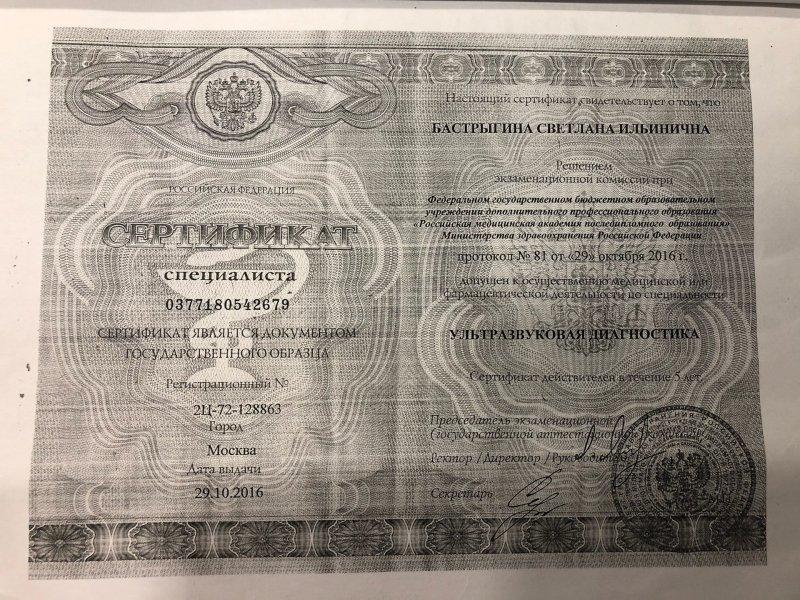 РОССИЙСКАЯ ФЕДЕРАЦИЯ
СЕРТИФИКАТ
специалиста
0377180542679
СЕРТИФИКАТ ЯВЛЯЕТСЯ ДОКУМЕНТОМ
ГОСУДАРСТВЕННОГО ОБРАЗЦА
Регистрационный №
2Ц-72-128863
Город
Москва
Дата выдачи
29.10.2016
Настоящий сертификат свидетельствует о том, что
БАСТРЫГИНА СВЕТЛАНА ИЛЬИНИЧНА
Решением
экзаменационной комиссии при
Федеральном государственном бюджетном образовательном
учреждении дополнительного профессионального образования
«Российская медицинская академия последипломного образования»
Министерства здравоохранения Российской Федерации
протокол № 81 от «29» октября 2016 г.
допущен к осуществлению медицинской или
фармацевтической деятельности по специальности
УЛЬТРАЗВУКОВАЯ ДИАГНОСТИКА
Сертификат действителен в течение 5 лет.
Председатель экзаменационной
(Государственной аттестационной) комиссии
Ректор / Директор / Руководитель
Секретарь